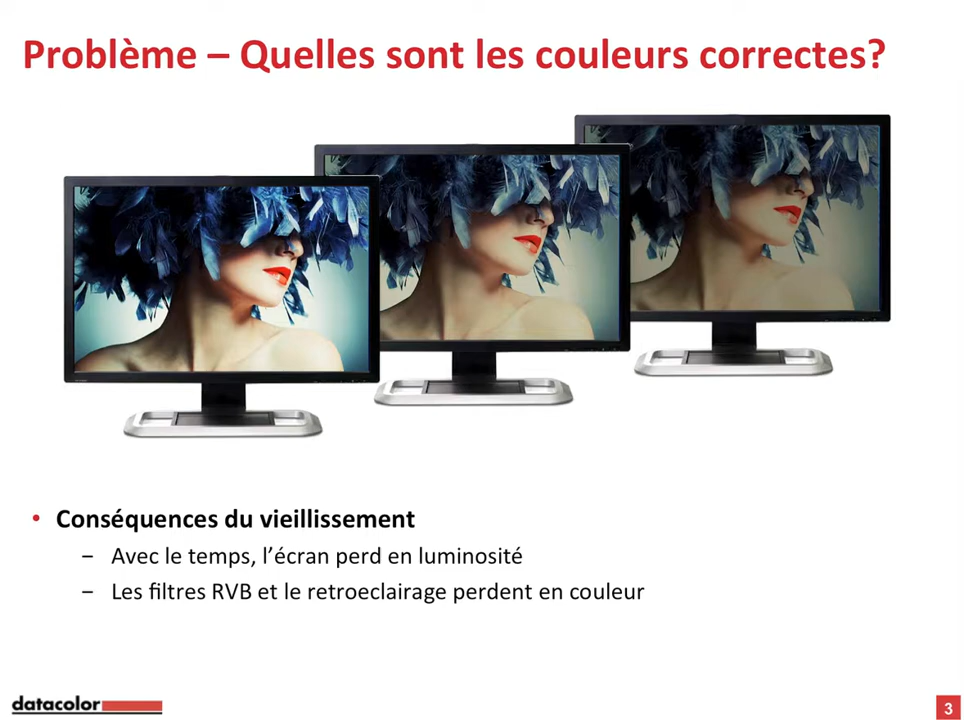 Problème – Quelles sont les couleurs correctes?
• Conséquences du vieillissement
– Avec le temps, l’écran perd en luminosité
– Les filtres RVB et le retroeclairage perdent en couleur
datacolor
3